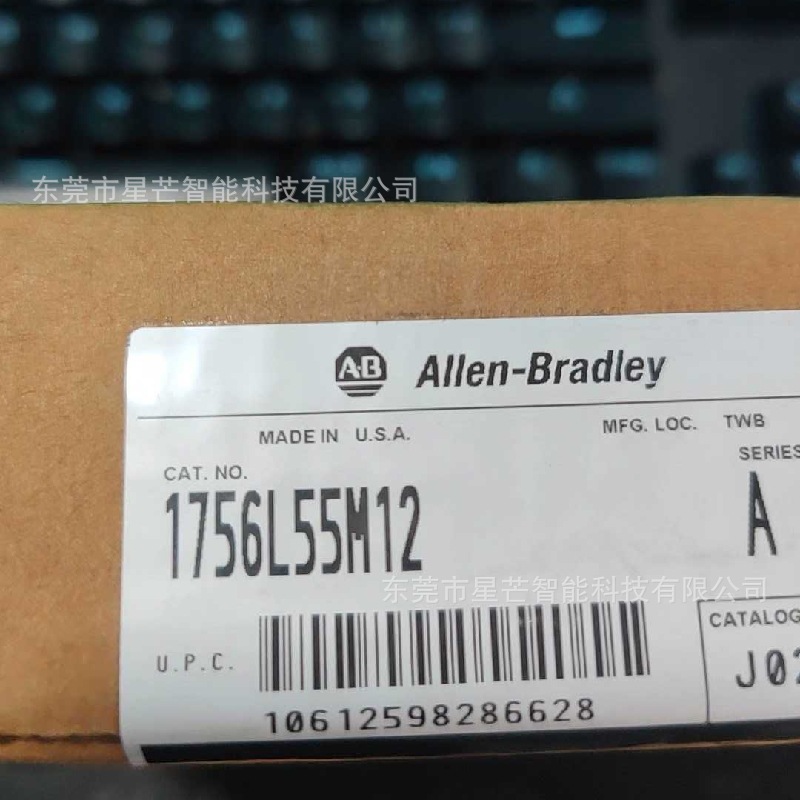 东莞市星芒智能科技有限公司
A-B Allen-Bradley
MADE IN U.S.A. MFG. LOC. TWB
CAT. NO. SERIES
1756L55M12 A
东莞市星芒智能科技有限公司
U.P.C. CATALOG
10612598286628 J02